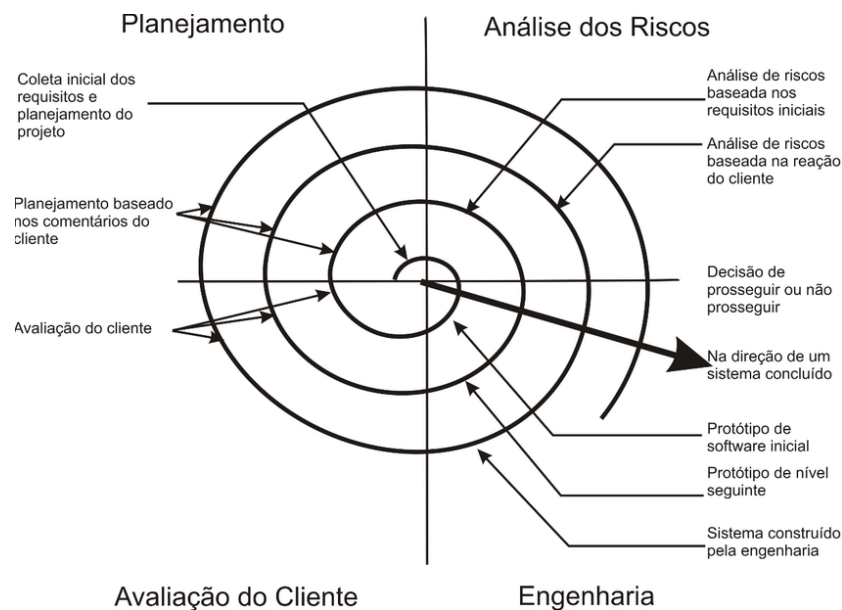 Planejamento
Análise dos Riscos
Coleta inicial dos
requisitos e
planejamento do
projeto
Análise de riscos
baseada nos
requisitos iniciais
Análise de riscos
baseada na reação
do cliente
Planejamento baseado
nos comentários do
cliente
Decisão de
prosseguir ou não
prosseguir
Avaliação do cliente
Na direção de um
sistema concluído
Protótipo de
software inicial
Protótipo de nível
seguinte
Sistema construído
pela engenharia
Avaliação do Cliente
Engenharia